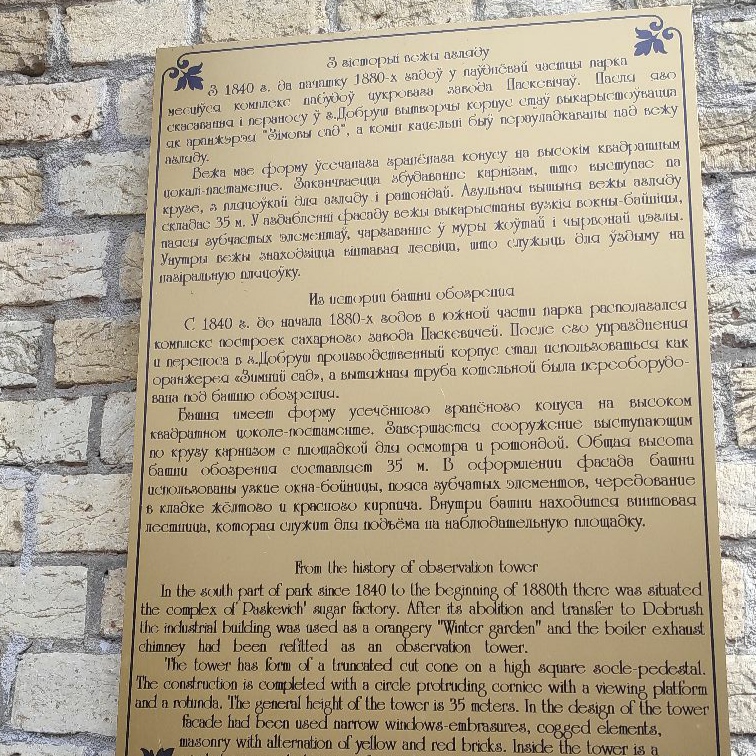 З гісторыі вежы агляду
З 1840 г. да пачатку 1880-х гадоў у паўднёвай частцы парка
месціўся комплекс пабудоў цукровага завода Паскевічаў. Пасля яго
скасавання і пераносу ў г.Добруш вытворчы корпус стаў выкарыстоўвацца
як аранжэрэя "Зімовы сад", а комін кацельні быў пераўладкаваны пад вежу
агляду.
Вежа мае форму ўсечанага гранёнага конусу на высокім квадратным
цокалі-пастаменце. Заканчваецца збудаванне карнізам, што выступае па
крузе, з пляцоўкай для агляду і ратондай. Агульная вышыня вежы агляду
складае 35 м. У аздабленні фасаду вежы выкарыстаны вузкія вокны-байніцы,
паясы зубчастых элементаў, чаргаванне ў муры жоўтай і чырвонай цэглы.
Унутры вежы знаходзіцца вінтавая лесвіца, што служыць для ўздыму на
назіральную пляцоўку.
Из истории башни обозрения
С 1840 г. до начала 1880-х годов в южной части парка располагался
комплекс построек сахарного завода Паскевичей. После его упразднения
и переноса в г.Добруш производственный корпус стал использоваться как
оранжерея «Зимний сад», а вытяжная труба котельной была переоборудо-
вана под башню обозрения.
Башня имеет форму усечённого гранёного конуса на высоком
квадратном цоколе-постаменте. Завершается сооружение выступающим
по кругу карнизом с площадкой для осмотра и ротондой. Общая высота
башни обозрения составляет 35 м. В оформлении фасада башни
использованы узкие окна-бойницы, пояса зубчатых элементов, чередование
в кладке жёлтого и красного кирпича. Внутри башни находится винтовая
лестница, которая служит для подъёма на наблюдательную площадку.
From the history of observation tower
In the south part of park since 1840 to the beginning of 1880th there was situated
the complex of Paskevich' sugar factory. After its abolition and transfer to Dobrush
the industrial building was used as a orangery "Winter garden" and the boiler exhaust
chimney had been refitted as an observation tower.
The tower has form of a truncated cut cone on a high square socle-pedestal.
The construction is completed with a circle protruding cornice with a viewing platform
and a rotunda. The general height of the tower is 35 meters. In the design of the tower
facade had been used narrow windows-embrasures, cogged elements,
masonry with alternation of yellow and red bricks. Inside the tower is a